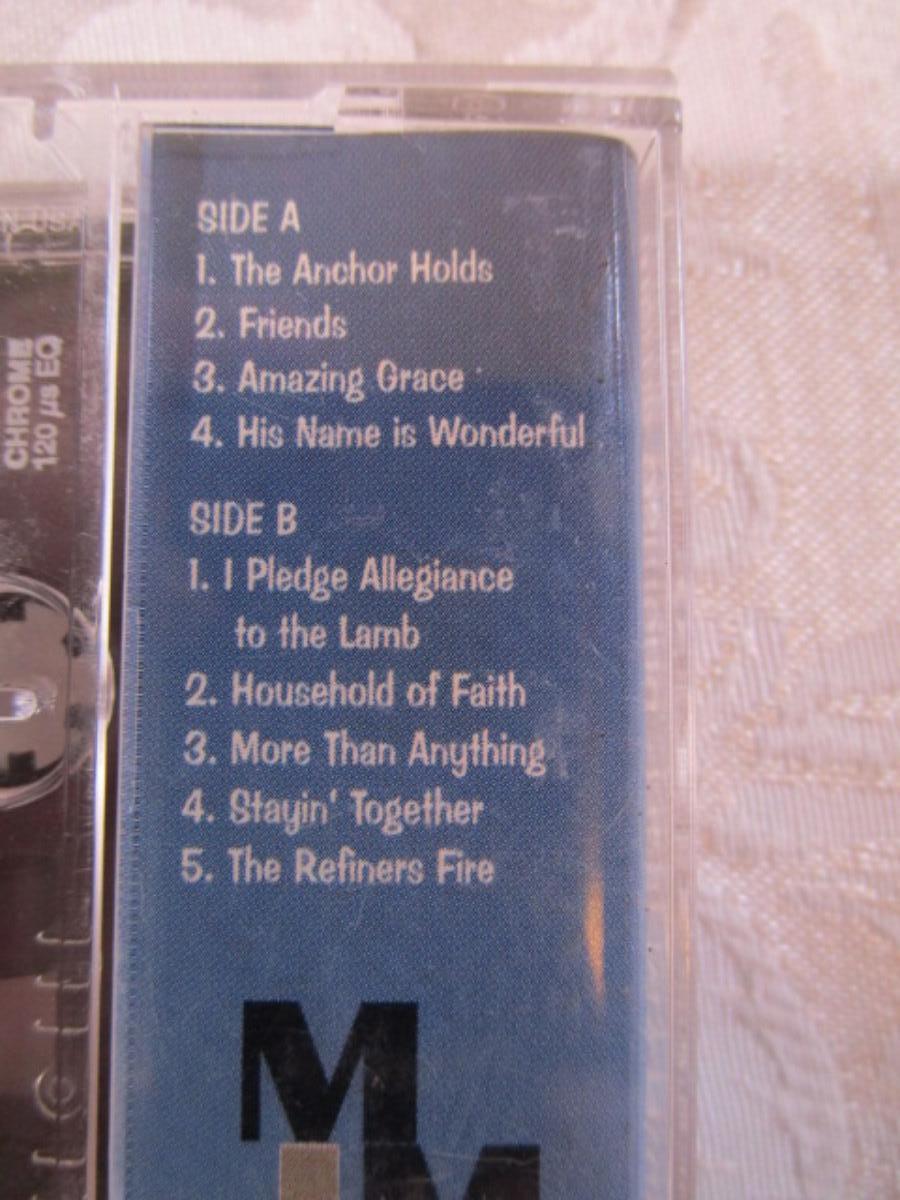 SIDE A
1. The Anchor Holds
2. Friends
3. Amazing Grace
4. His Name is Wonderful
SIDE B
1. I Pledge Allegiance
to the Lamb
2. Household of Faith
3. More Than Anything
4. Stayin' Together
5. The Refiners Fire
M
M
CHROME
120 µs EQ